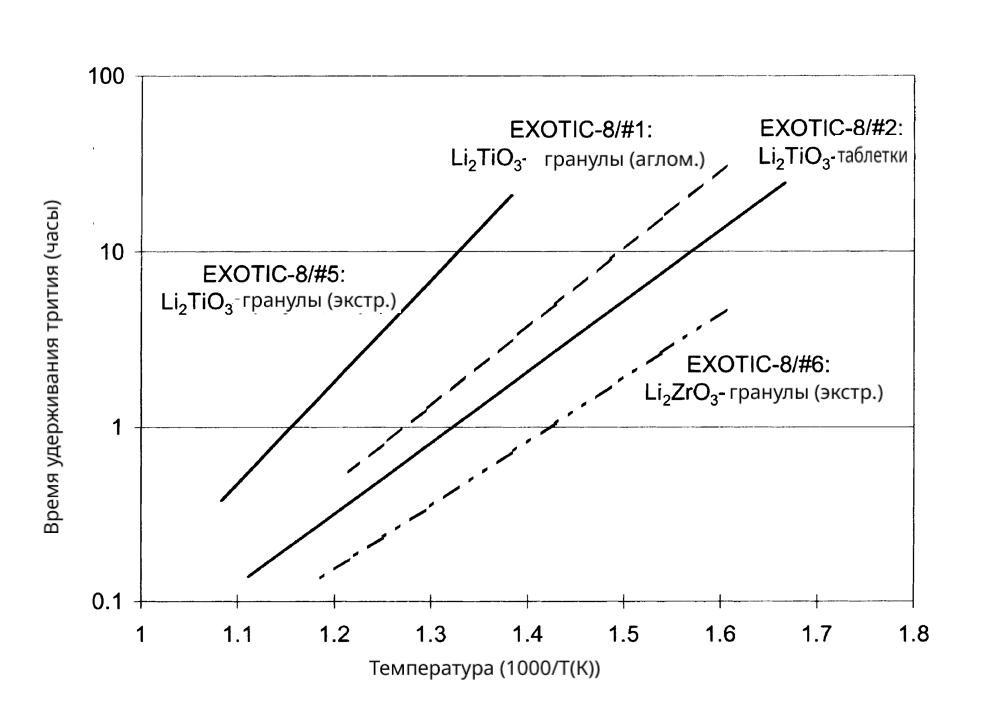 100
EXOTIC-8/#1:
Li₂TiO₃- гранулы (аглом.)
EXOTIC-8/#2:
Li₂TiO₃-таблетки
10
EXOTIC-8/#5:
Li₂TiO₃-гранулы (экстр.)
EXOTIC-8/#6:
Li₂ZrO₃-гранулы (экстр.)
1
0.1
1 1.1 1.2 1.3 1.4 1.5 1.6 1.7 1.8
Время удерживания трития (часы)
Температура (1000/T(К))